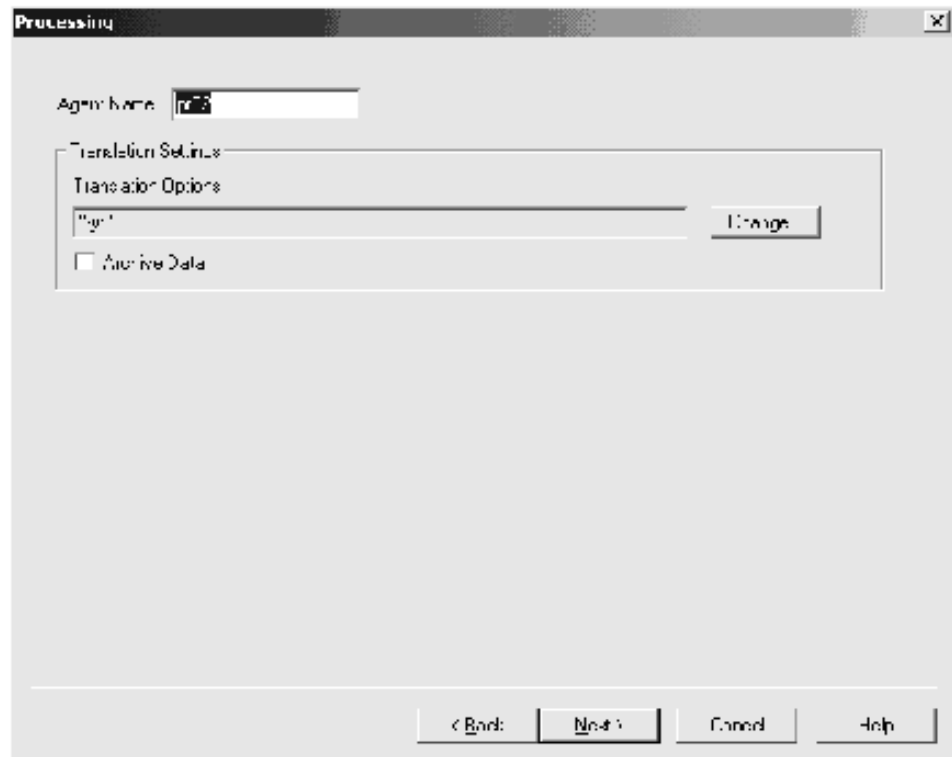 Processing
Agent Name
Translation Settings
Translation Options
Change...
Archive Data
< Back
Next >
Cancel
Help